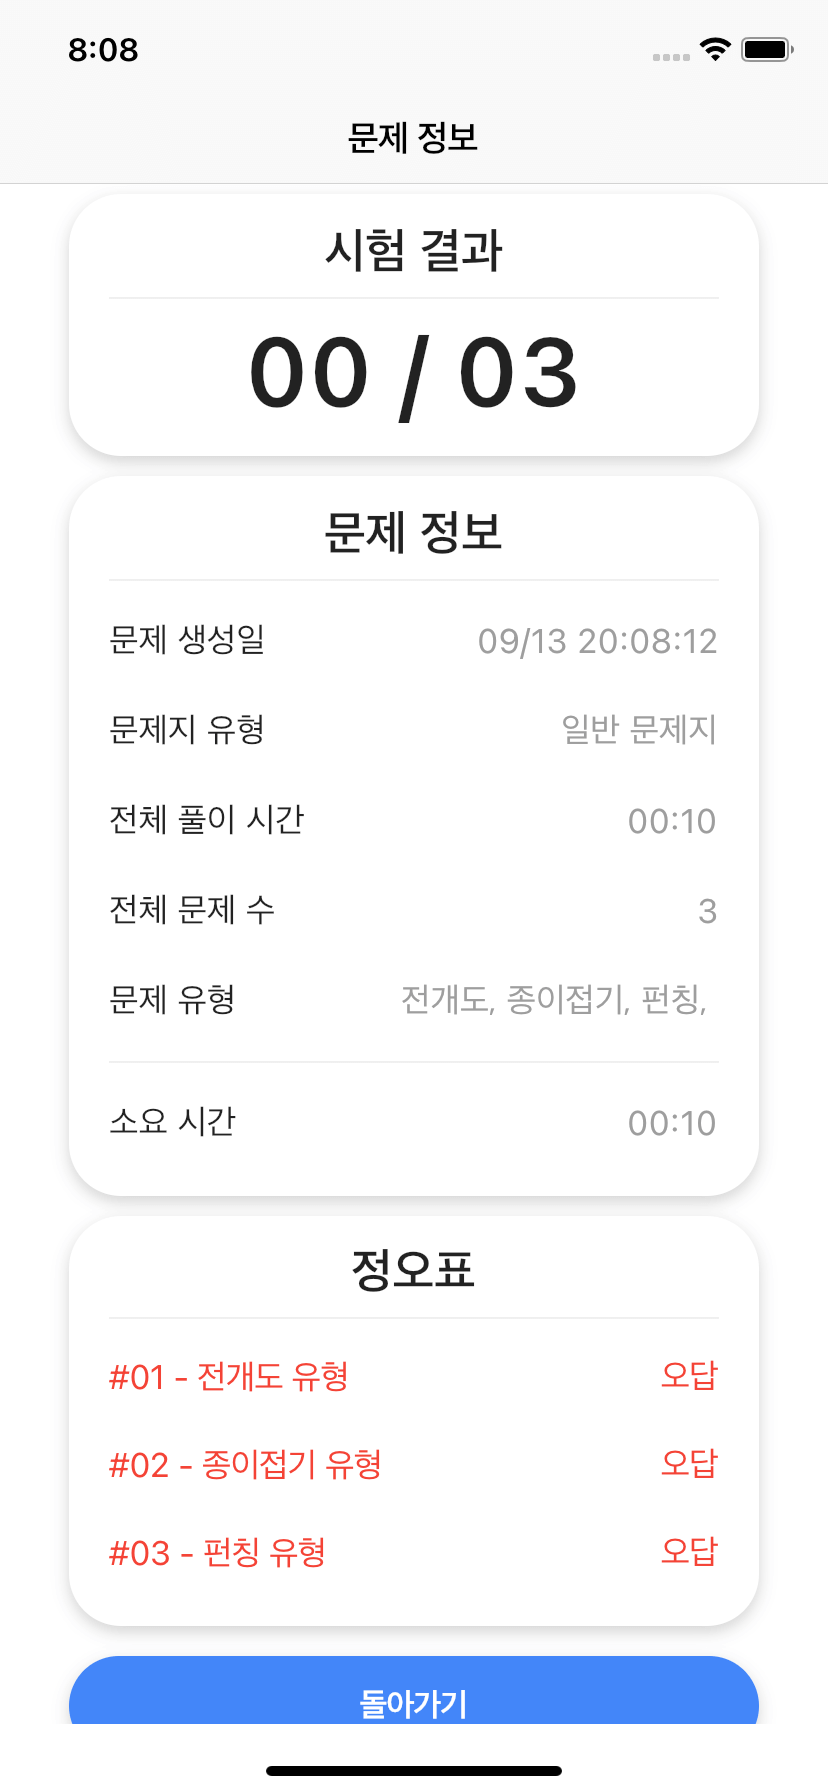 8:08
문제 정보
시험 결과
00 / 03
문제 정보
문제 생성일 09/13 20:08:12
문제지 유형 일반 문제지
전체 풀이 시간 00:10
전체 문제 수 3
문제 유형 전개도, 종이접기, 펀칭,
소요 시간 00:10
정오표
#01 - 전개도 유형 오답
#02 - 종이접기 유형 오답
#03 - 펀칭 유형 오답
돌아가기